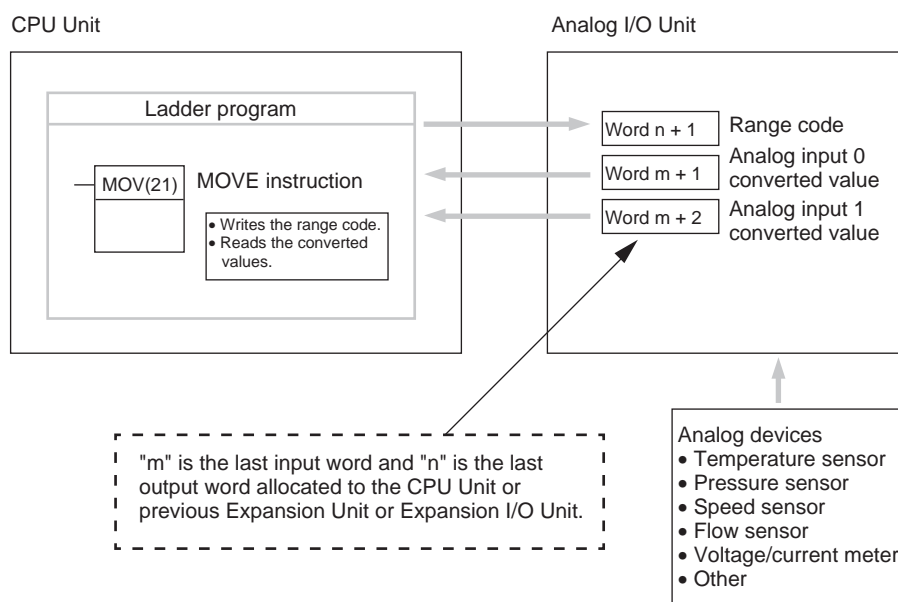 CPU Unit
Analog I/O Unit
Ladder program
MOV(21)
MOVE instruction
• Writes the range code.
• Reads the converted
values.
Word n + 1
Range code
Word m + 1
Analog input 0
converted value
Word m + 2
Analog input 1
converted value
"m" is the last input word and "n" is the last
output word allocated to the CPU Unit or
previous Expansion Unit or Expansion I/O Unit.
Analog devices
• Temperature sensor
• Pressure sensor
• Speed sensor
• Flow sensor
• Voltage/current meter
• Other